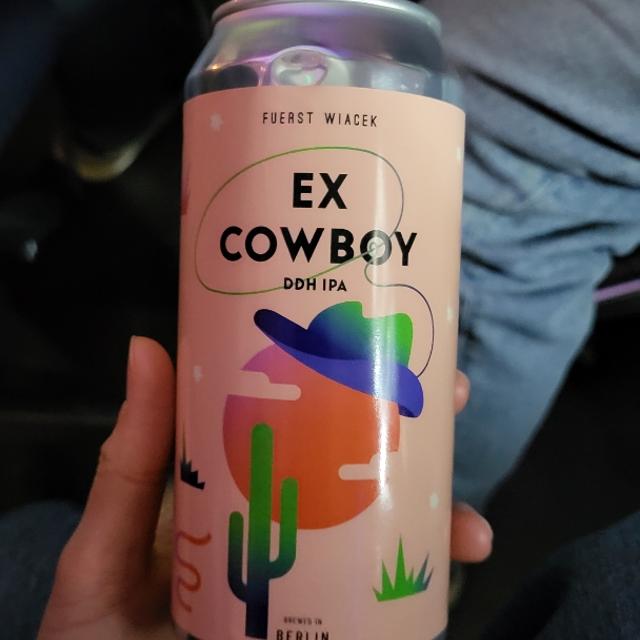 FUERST WIACEK
EX
COWBOY
DDH IPA
BREWED IN
BERLIN